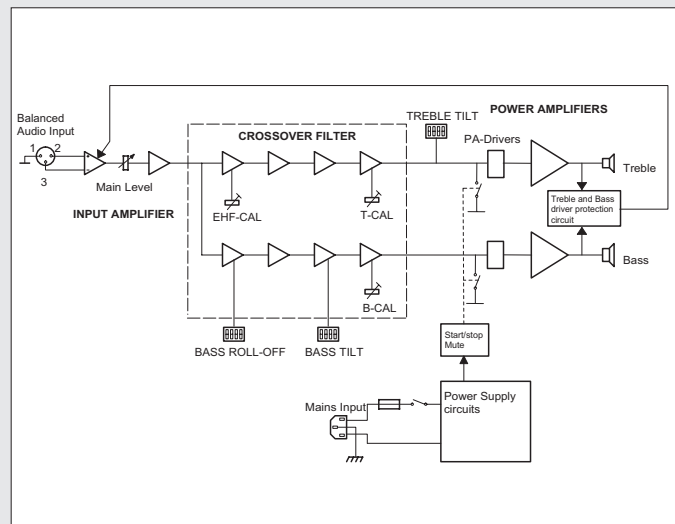 TREBLE TILT
POWER AMPLIFIERS
Balanced
Audio Input
1 2
3
CROSSOVER FILTER
PA-Drivers
Main Level
Treble
INPUT AMPLIFIER
EHF-CAL
T-CAL
Treble and Bass
driver protection
circuit
Bass
B-CAL
BASS ROLL-OFF
BASS TILT
Start/stop
Mute
Mains Input
Power Supply
circuits